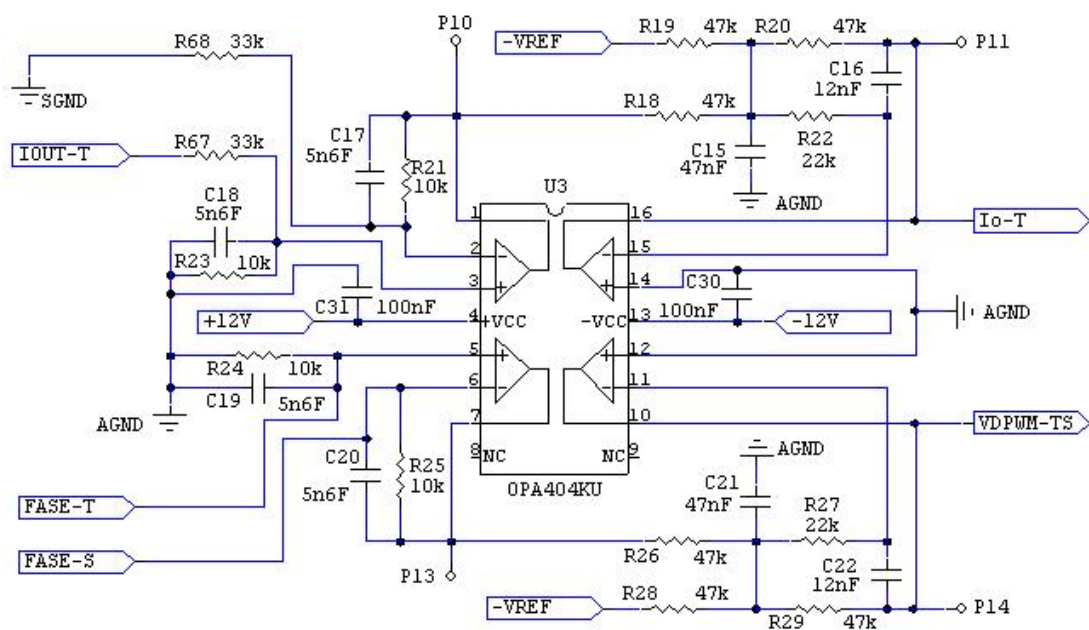 P10
-VREF
R19
47k
R20
47k
P11
R68
33k
SGND
C16
12nF
R18
47k
R22
22k
C17
5n6F
IOUT-T
R67
33k
R21
10k
C15
47nF
AGND
C18
5n6F
U3
1
16
Io-T
R23
10k
2
15
3
14
C31
100nF
C30
100nF
+12V
4
+VCC
-VCC
13
-12V
AGND
R24
10k
5
12
C19
5n6F
6
11
AGND
7
10
VDPWM-TS
8
NC
NC
9
C20
5n6F
R25
10k
OPA404KU
AGND
C21
47nF
R27
22k
FASE-T
FASE-S
R26
47k
C22
12nF
P13
-VREF
R28
47k
R29
47k
P14